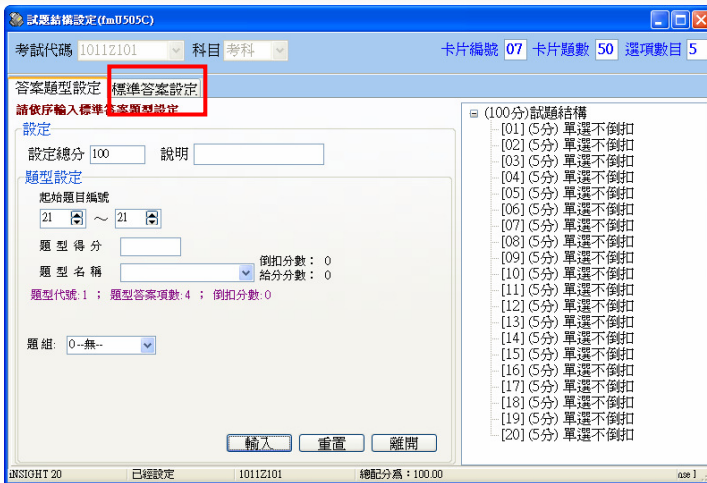 試題結構設定(fmU505C)
考試代碼 1011Z101 科目 考科 卡片編號 07 卡片題數 50 選項數目 5
答案題型設定 標準答案設定
請依序輸入標準答案題型設定
設定
設定總分 100 說明
題型設定
起始題目編號
21 ～ 21
題型得分
倒扣分數： 0
題型名稱
給分分數： 0
題型代號:1 ； 題型答案項數:4 ； 倒扣分數:0
題組: 0--無--
輸入 重置 離開
(100分)試題結構
[01] (5分) 單選不倒扣
[02] (5分) 單選不倒扣
[03] (5分) 單選不倒扣
[04] (5分) 單選不倒扣
[05] (5分) 單選不倒扣
[06] (5分) 單選不倒扣
[07] (5分) 單選不倒扣
[08] (5分) 單選不倒扣
[09] (5分) 單選不倒扣
[10] (5分) 單選不倒扣
[11] (5分) 單選不倒扣
[12] (5分) 單選不倒扣
[13] (5分) 單選不倒扣
[14] (5分) 單選不倒扣
[15] (5分) 單選不倒扣
[16] (5分) 單選不倒扣
[17] (5分) 單選不倒扣
[18] (5分) 單選不倒扣
[19] (5分) 單選不倒扣
[20] (5分) 單選不倒扣
iNSIGHT 20 已經設定 1011Z101 總配分為：100.00